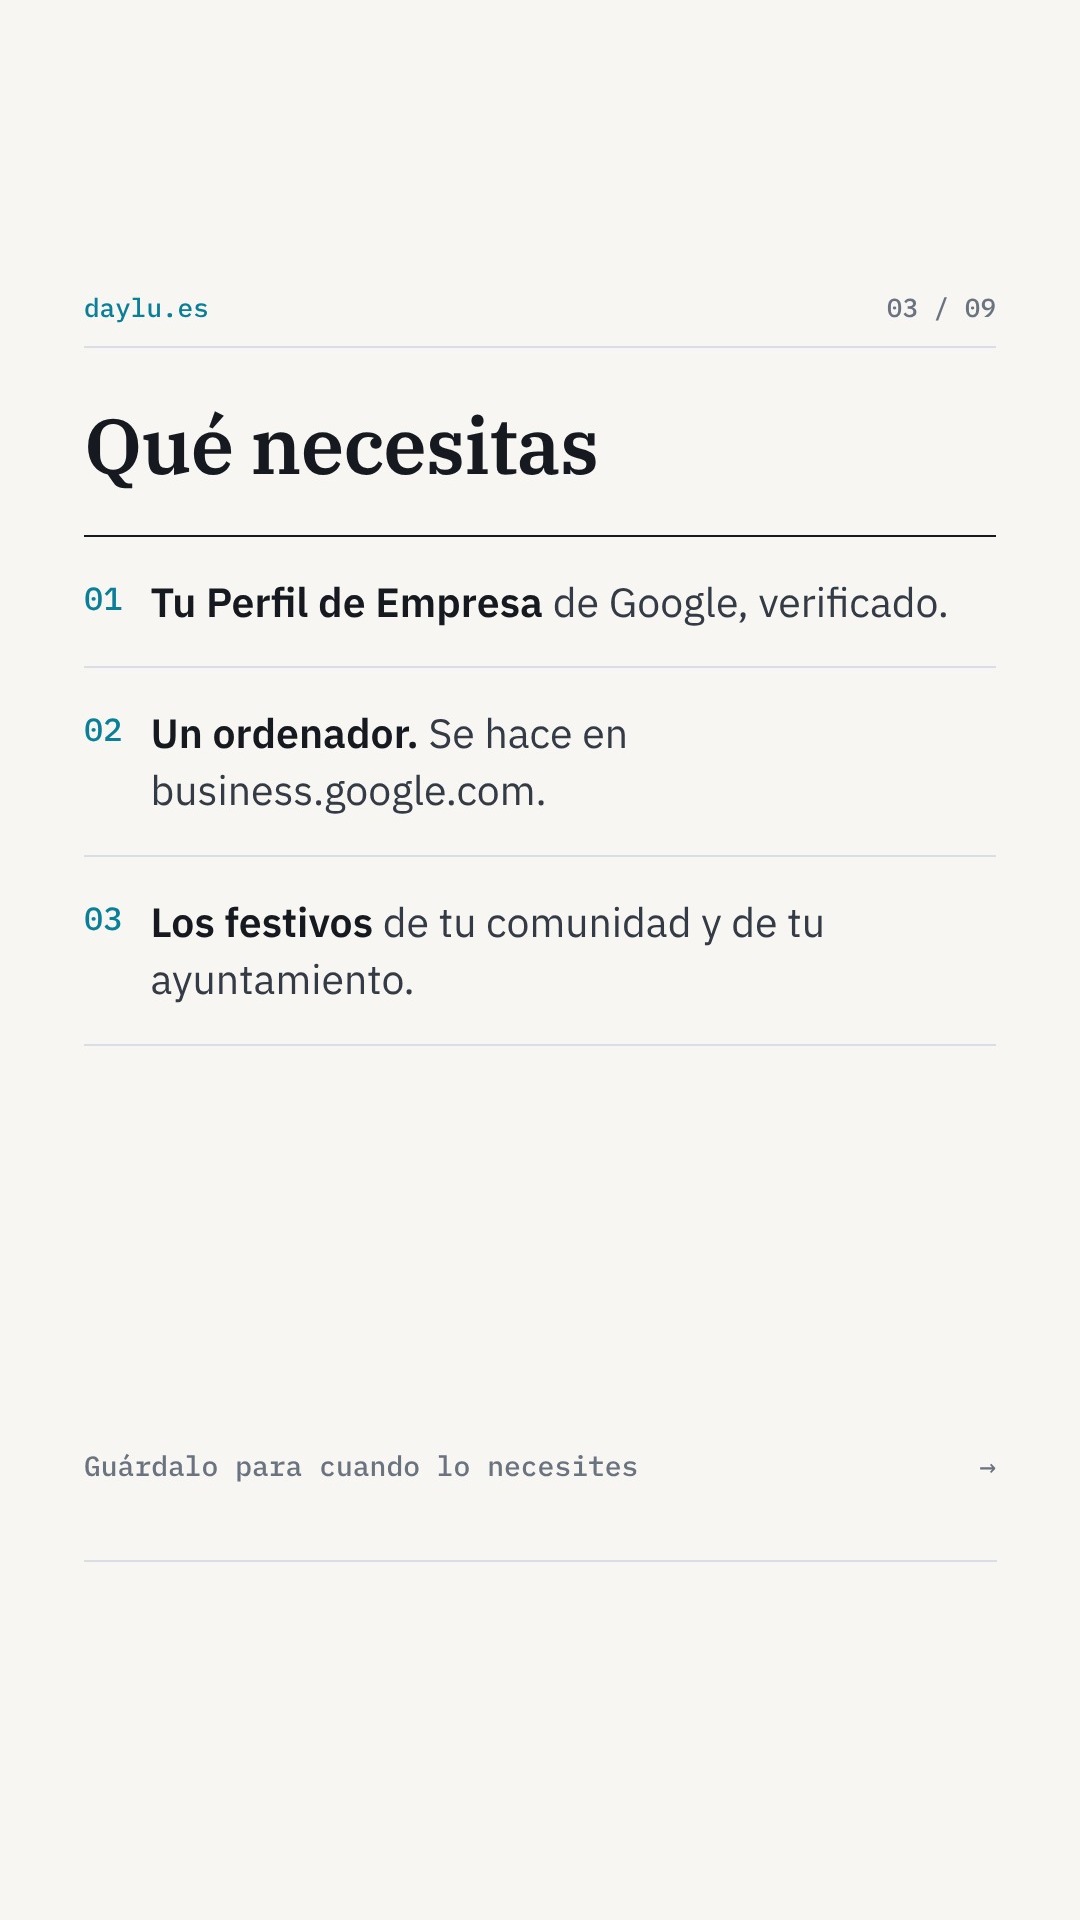 daylu.es
03 / 09
Qué necesitas
01 Tu Perfil de Empresa de Google, verificado.
02 Un ordenador. Se hace en
business.google.com.
03 Los festivos de tu comunidad y de tu
ayuntamiento.
Guárdalo para cuando lo necesites →